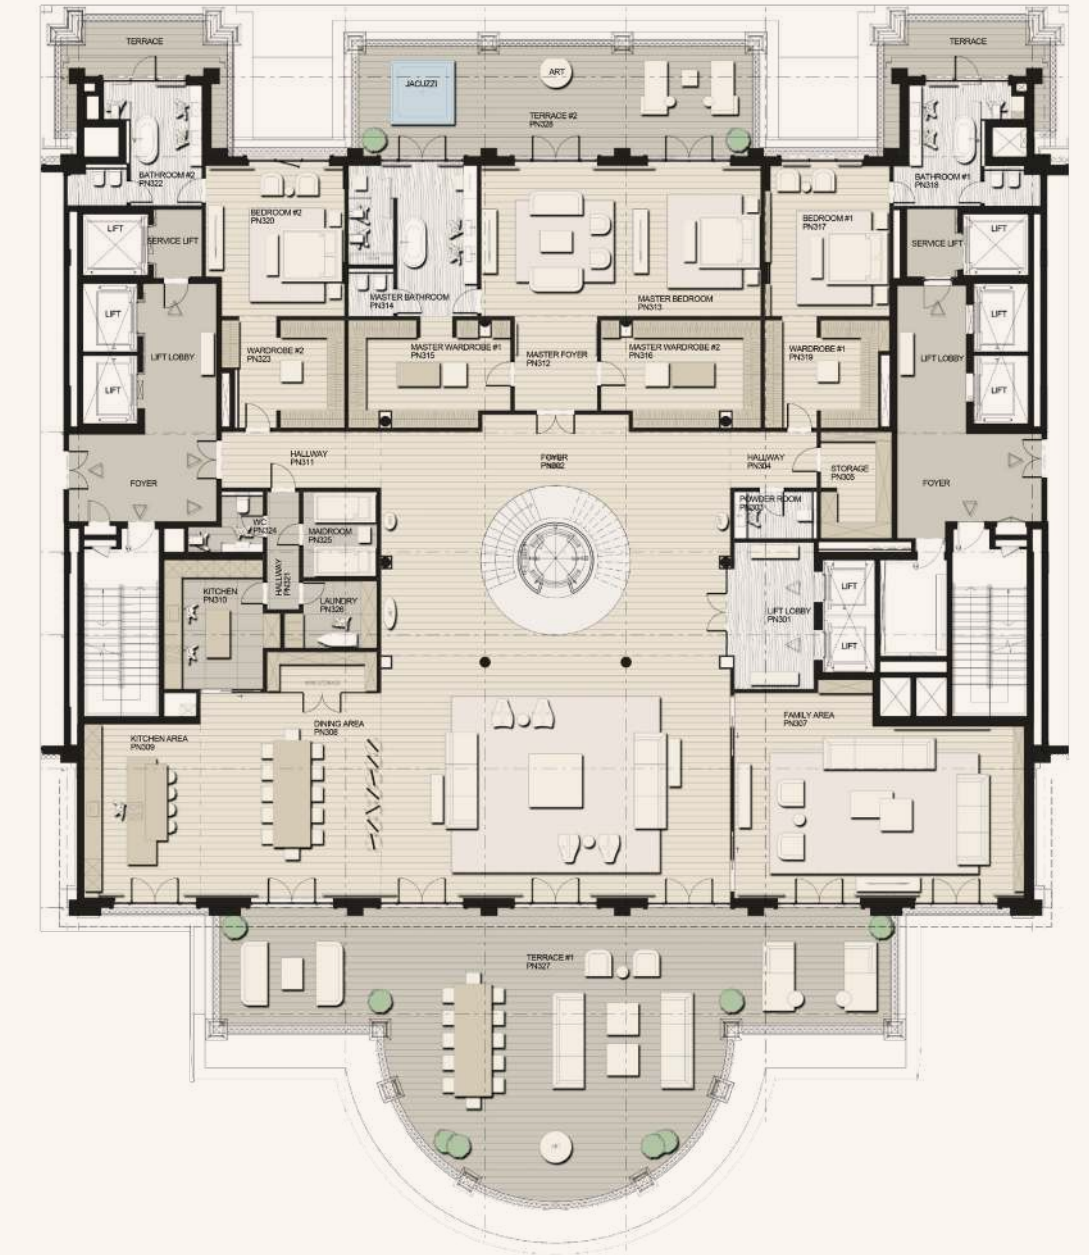 TERRACE
TERRACE
JACUZZI
ART
TERRACE #2
PN328
BATHROOM #2
PN322
BATHROOM #1
PN318
LIFT
SERVICE LIFT
BEDROOM #2
PN320
BEDROOM #1
PN317
SERVICE LIFT
LIFT
MASTER BATHROOM
PN314
MASTER BEDROOM
PN313
LIFT
LIFT
LIFT LOBBY
WARDROBE #2
PN323
MASTER WARDROBE #1
PN315
MASTER FOYER
PN312
MASTER WARDROBE #2
PN316
WARDROBE #1
PN319
LIFT LOBBY
LIFT
LIFT
HALLWAY
PN311
FOYER
HALLWAY
PN304
STORAGE
PN305
FOYER
FOYER
WC
PN324
MAIDROOM
PN325
POWDER ROOM
KITCHEN
PN310
HALLWAY
PN321
LAUNDRY
PN326
LIFT LOBBY
PN301
LIFT
LIFT
KITCHEN AREA
PN309
DINING AREA
PN308
FAMILY AREA
PN307
TERRACE #1
PN327